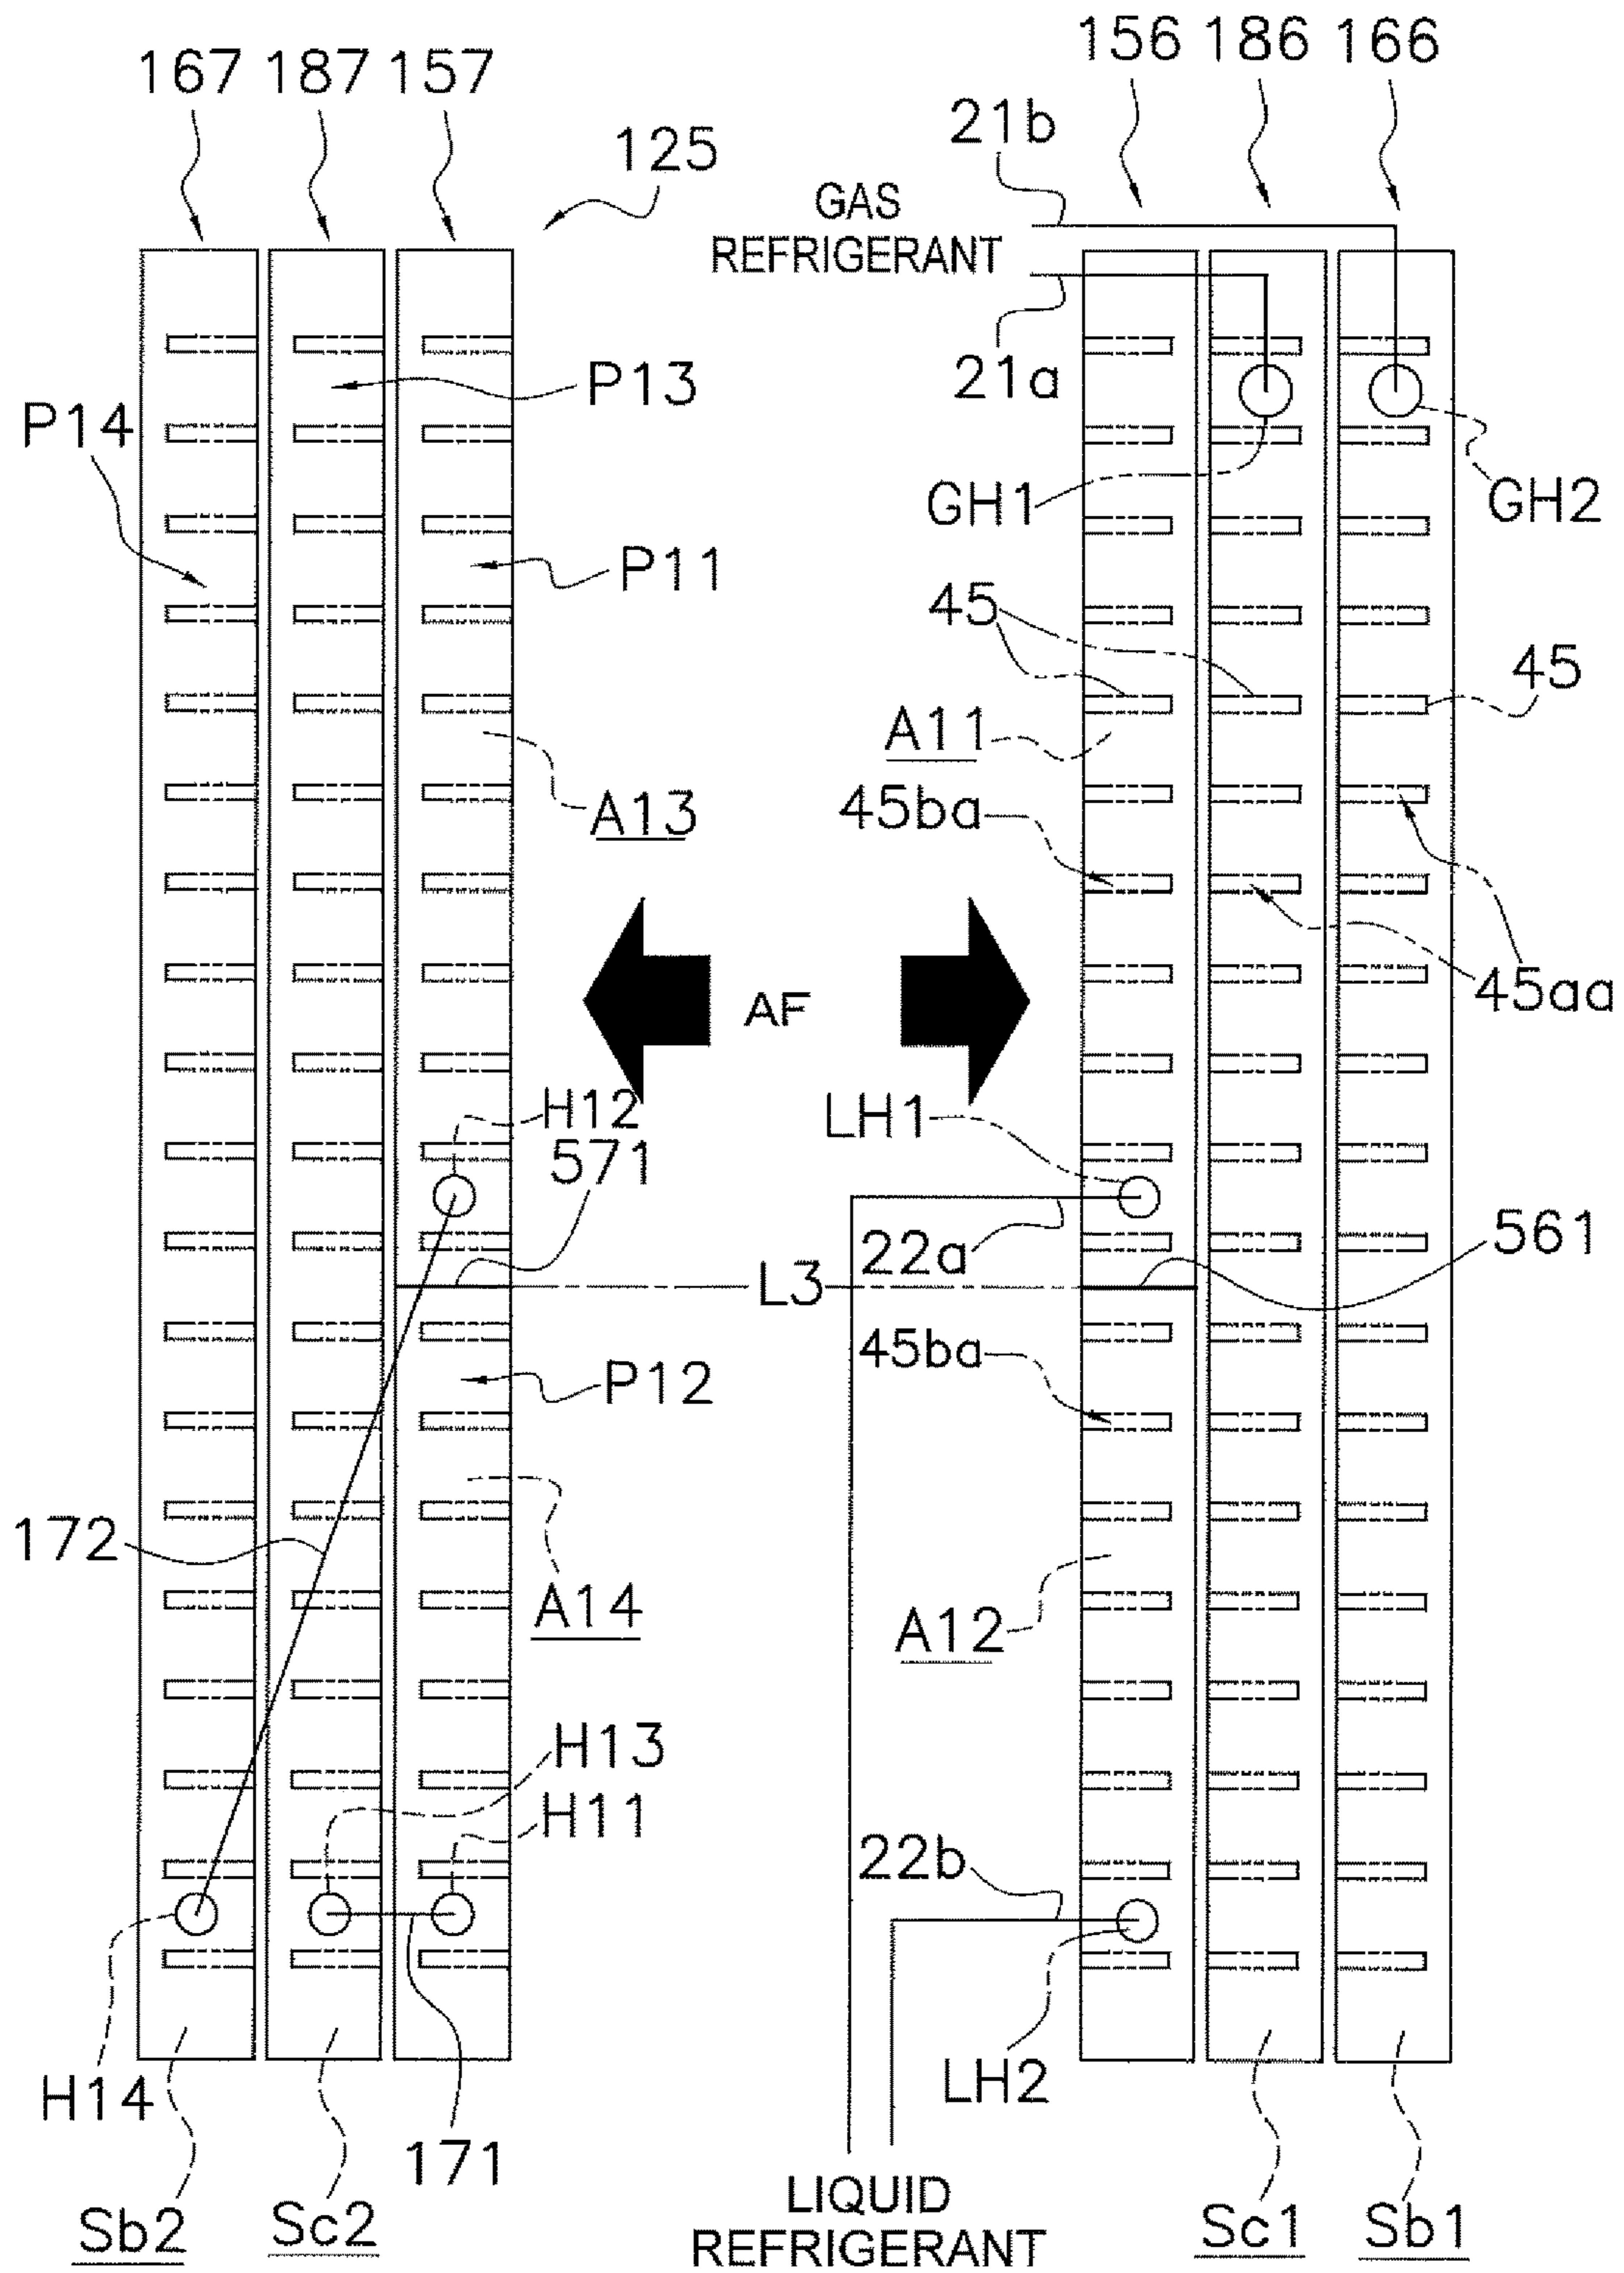 156 186 166
167 187 157
21b
125
GAS
REFRIGERANT
21a
P13
P14
GH1
GH2
P11
45
45
A11
A13
45ba
45aa
AF
H12
LH1
571
561
22a
L3
45ba
P12
172
A14
A12
H13
H11
22b
H14
LH2
171
LIQUID
REFRIGERANT
Sb2
Sc2
Sc1
Sb1